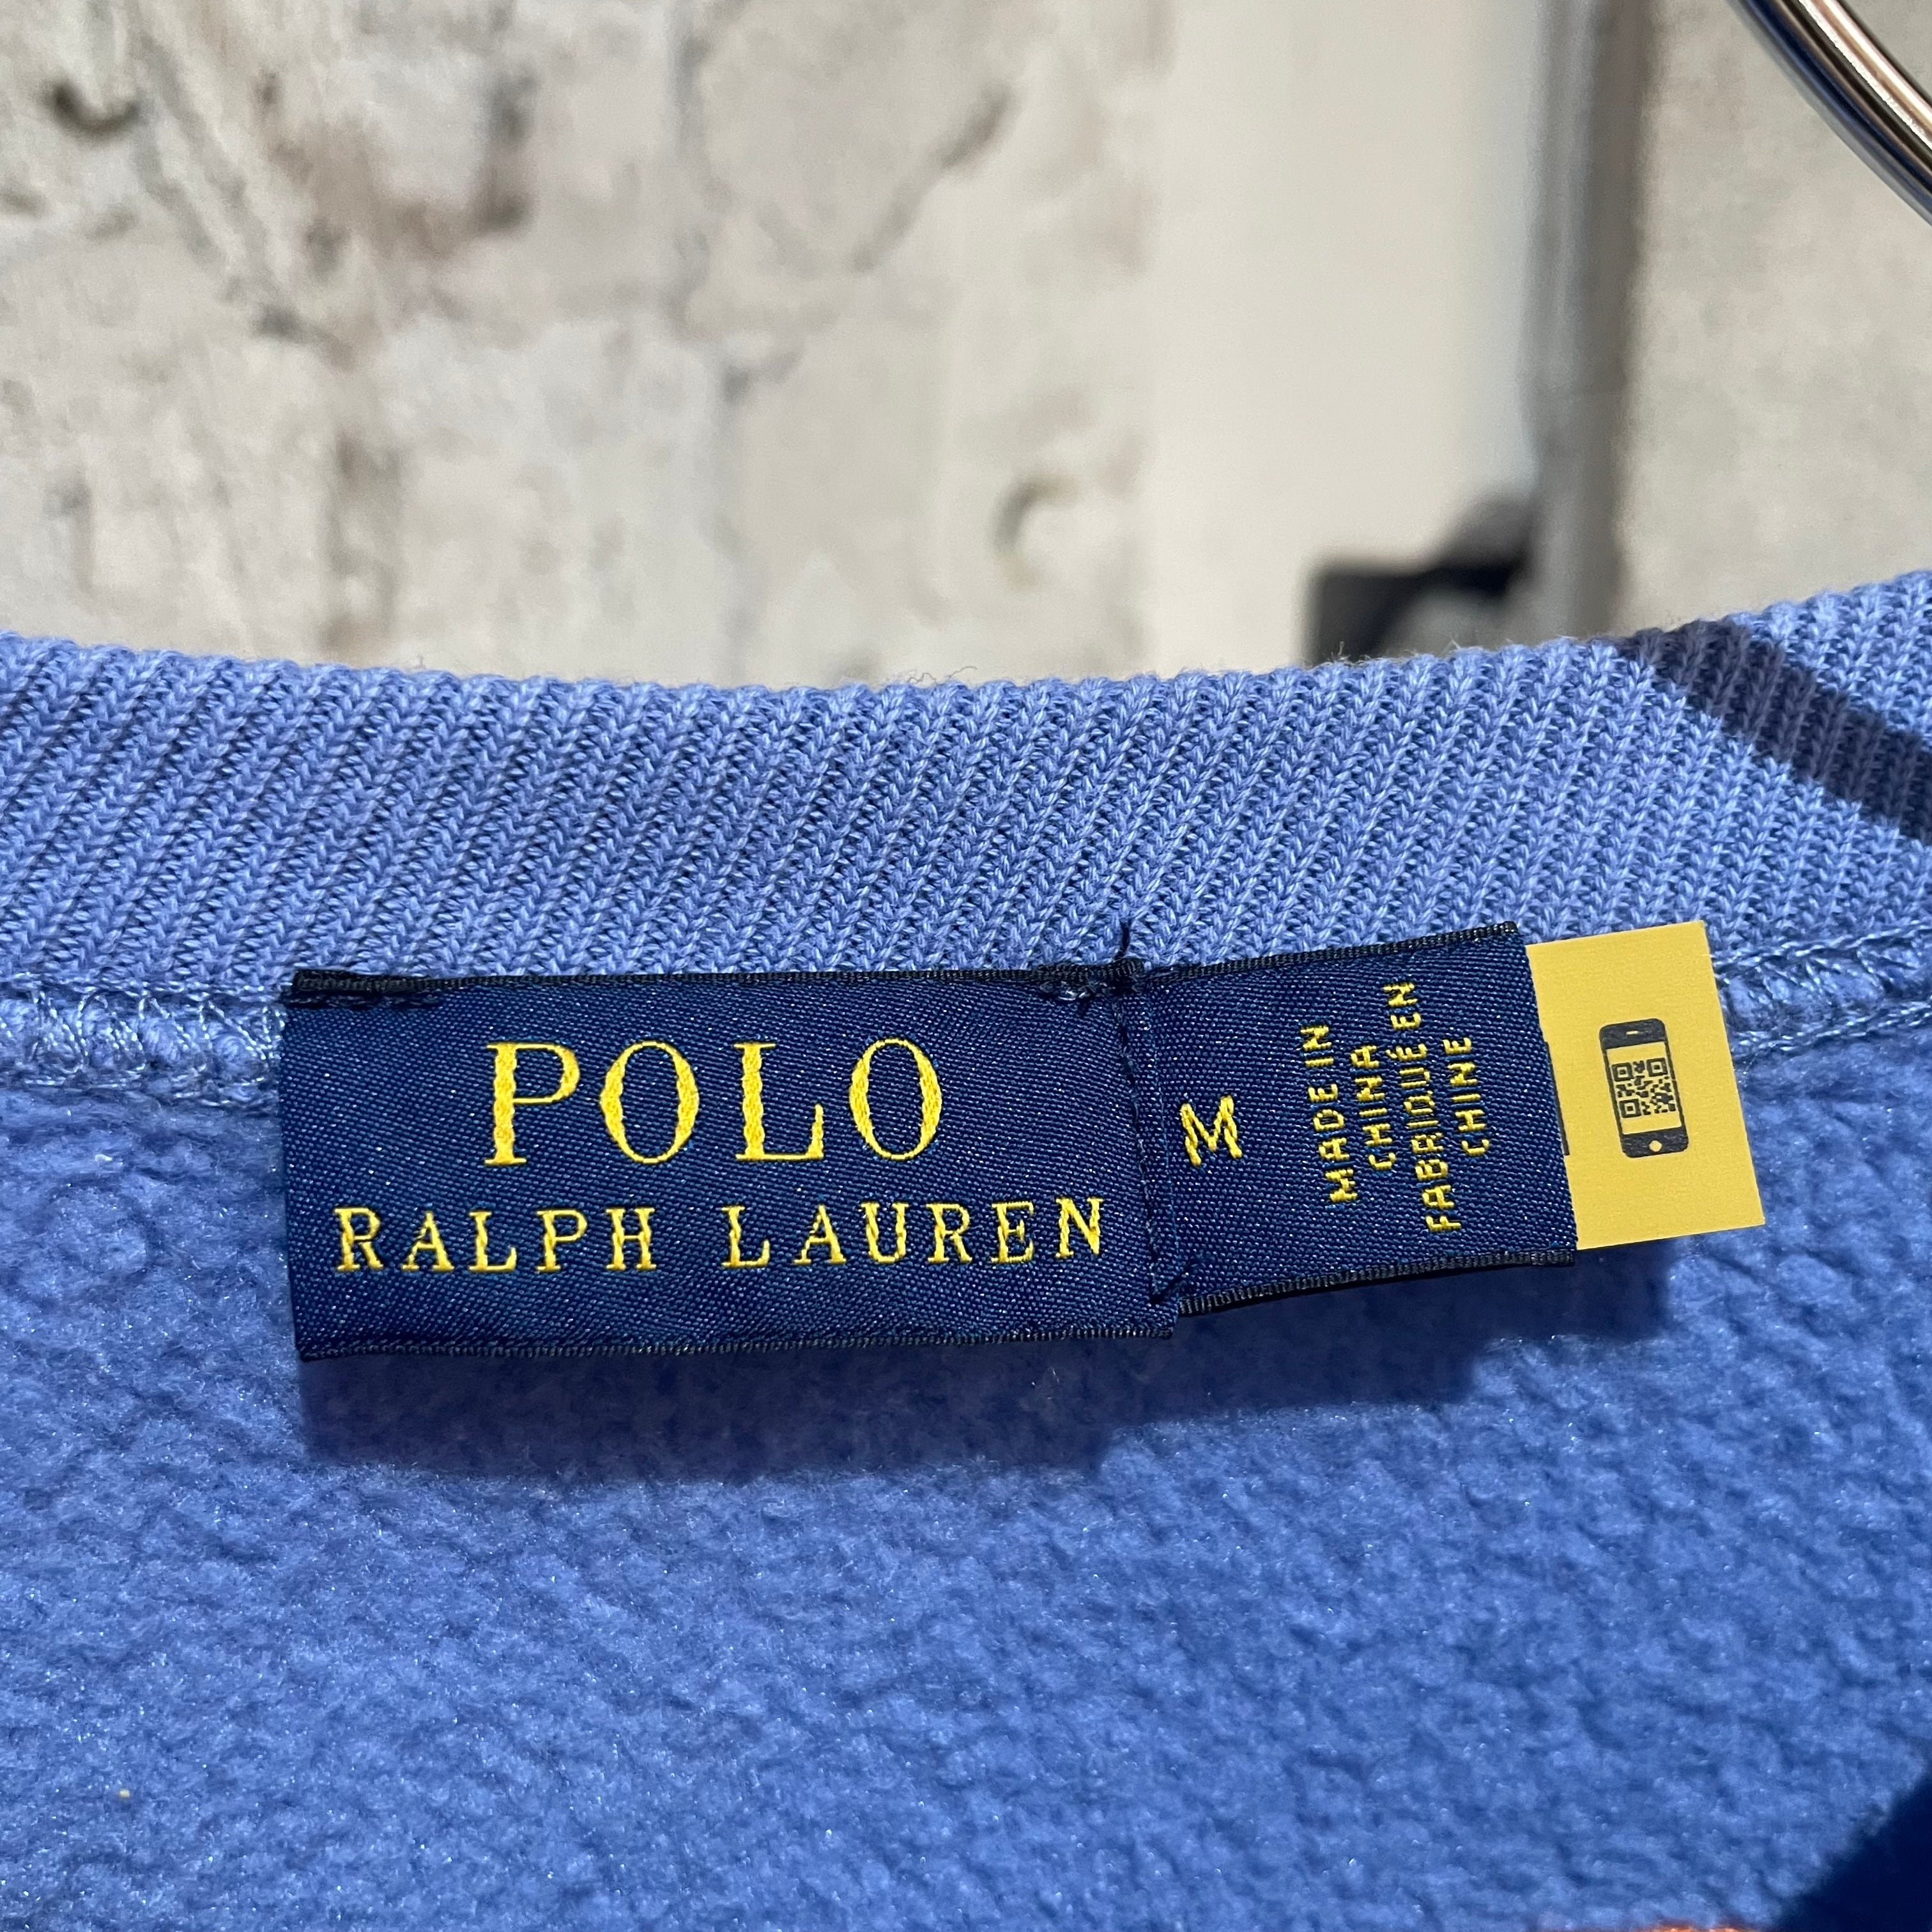 POLO
RALPH LAUREN
M
MADE IN
CHINA
FABRIQUÉ EN
CHINE